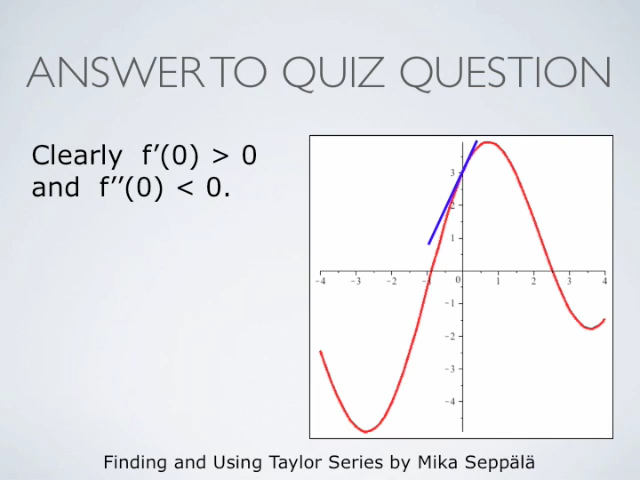 ANSWER TO QUIZ QUESTION
Clearly f’(0) > 0
and f’’(0) < 0.
3
2
1
-4 -3 -2 -1 0 1 2 3 4
-1
-2
-3
-4
Finding and Using Taylor Series by Mika Seppälä